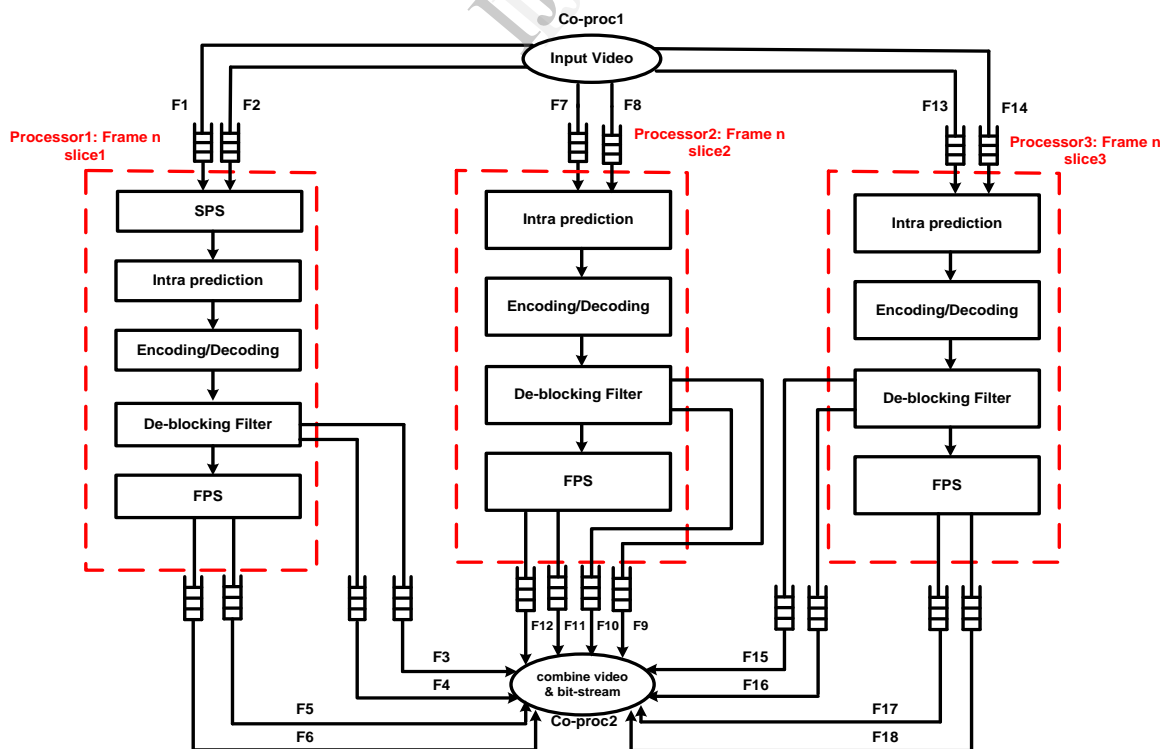 Co-proc1
Input Video
F1
F2
F7
F8
F13
F14
Processor1: Frame n
slice1
Processor2: Frame n
slice2
Processor3: Frame n
slice3
SPS
Intra prediction
Encoding/Decoding
De-blocking Filter
FPS
Intra prediction
Encoding/Decoding
De-blocking Filter
FPS
Intra prediction
Encoding/Decoding
De-blocking Filter
FPS
F12
F11
F10
F9
F3
F4
F5
F6
F15
F16
F17
F18
combine video
& bit-stream
Co-proc2